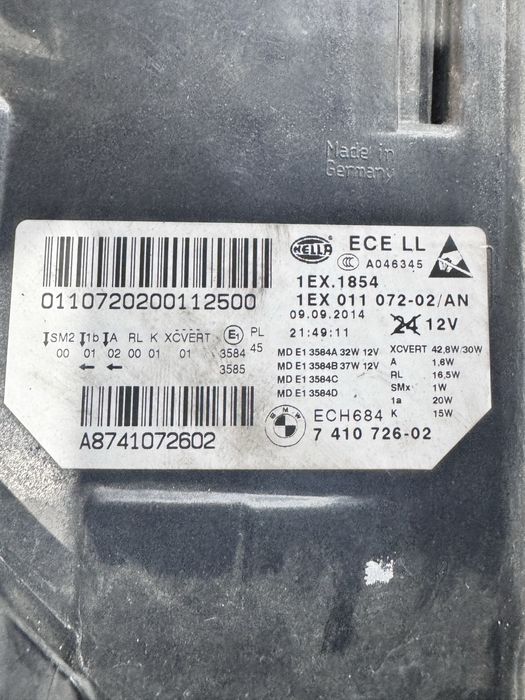 Made in
Germany
HELLA ECE LL
CCC A046345
1EX.1854
0110720200112500
1EX 011 072-02/AN
09.09.2014
21:49:11 24 12V
SM2 1b A RL K XCVERT E1 PL
00 01 02 00 01 01 3584 45
3585
MD E1 3584A 32W 12V XCVERT 42,8W/30W
MD E1 3584B 37W 12V A 1,6W
MD E1 3584C RL 16,5W
MD E1 3584D SMx 1W
1a 20W
BMW ECH684 K 15W
A8741072602
7 410 726-02